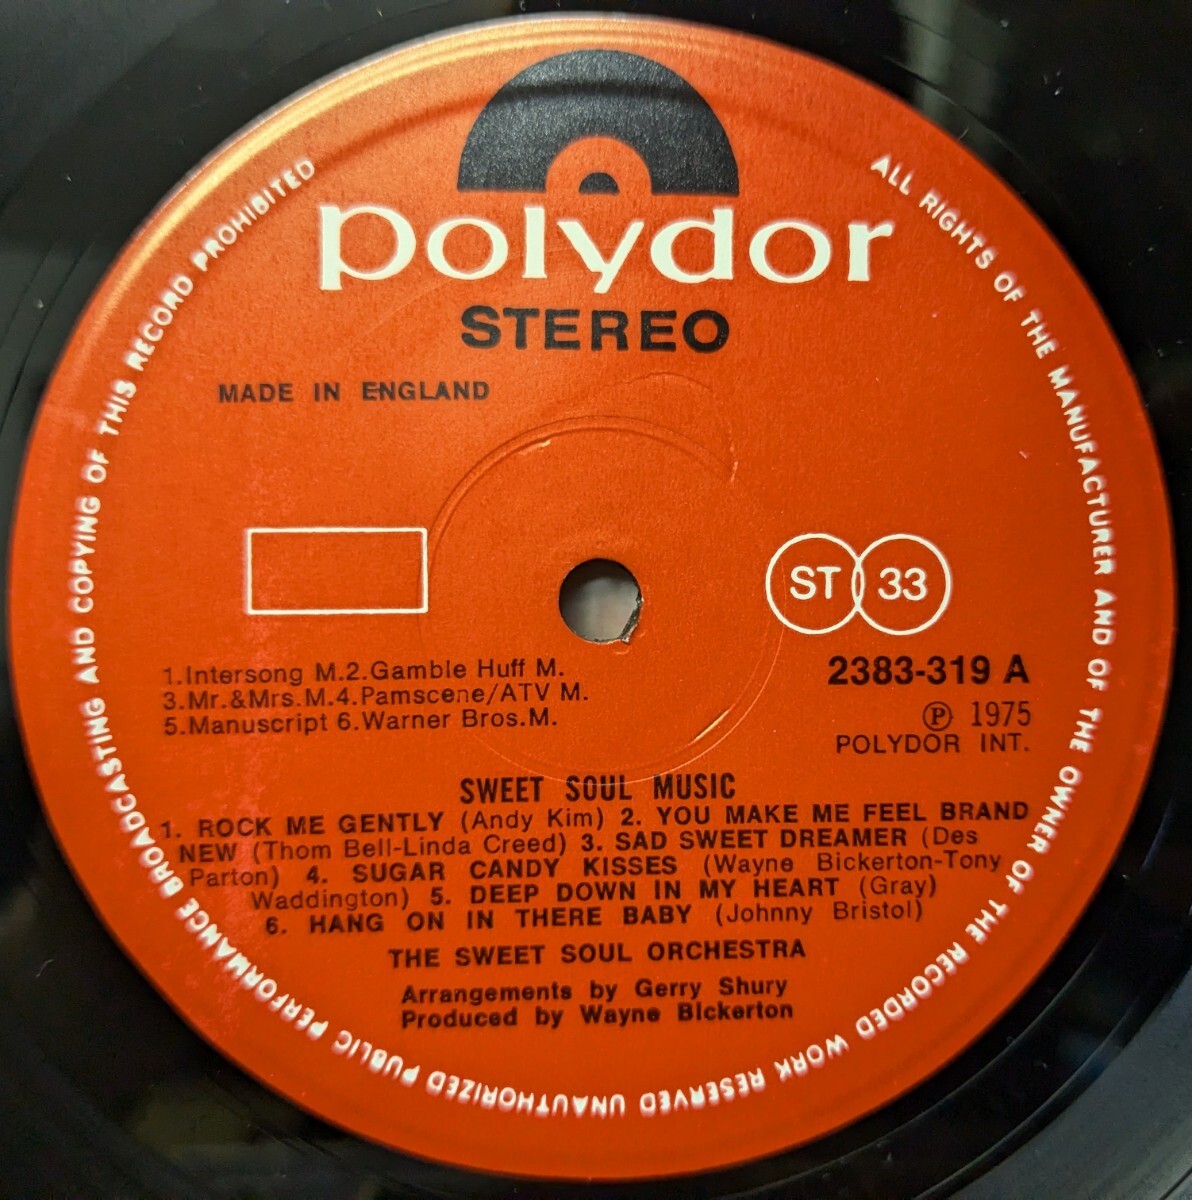 polydor
STEREO
MADE IN ENGLAND
ST 33
1.Intersong M.2.Gamble Huff M.
3.Mr.&Mrs.M.4.Pamscene/ATV M.
5.Manuscript 6.Warner Bros.M.
2383-319 A
℗ 1975
POLYDOR INT.
SWEET SOUL MUSIC
1. ROCK ME GENTLY (Andy Kim) 2. YOU MAKE ME FEEL BRAND
NEW (Thom Bell-Linda Creed) 3. SAD SWEET DREAMER (Des
Parton) 4. SUGAR CANDY KISSES (Wayne Bickerton-Tony
Waddington) 5. DEEP DOWN IN MY HEART (Gray)
6. HANG ON IN THERE BABY (Johnny Bristol)
THE SWEET SOUL ORCHESTRA
Arrangements by Gerry Shury
Produced by Wayne Bickerton
ALL RIGHTS OF THE MANUFACTURER AND OF THE OWNER OF THE RECORDED WORK RESERVED UNAUTHORIZED PUBLIC PERFORMANCE BROADCASTING AND COPYING OF THIS RECORD PROHIBITED